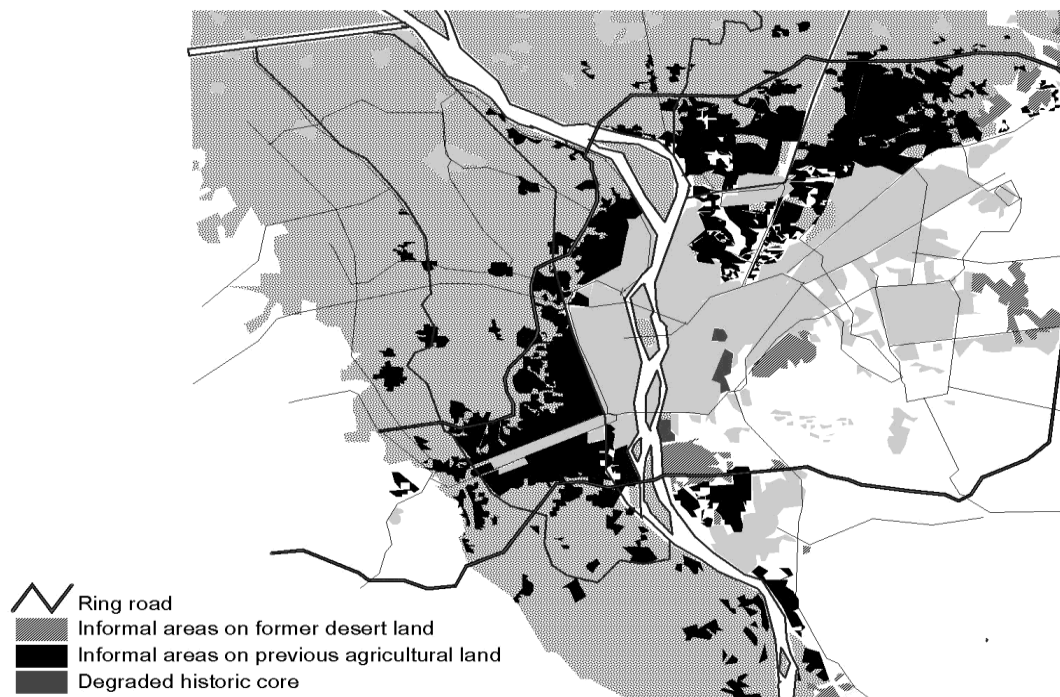 Ring road
Informal areas on former desert land
Informal areas on previous agricultural land
Degraded historic core